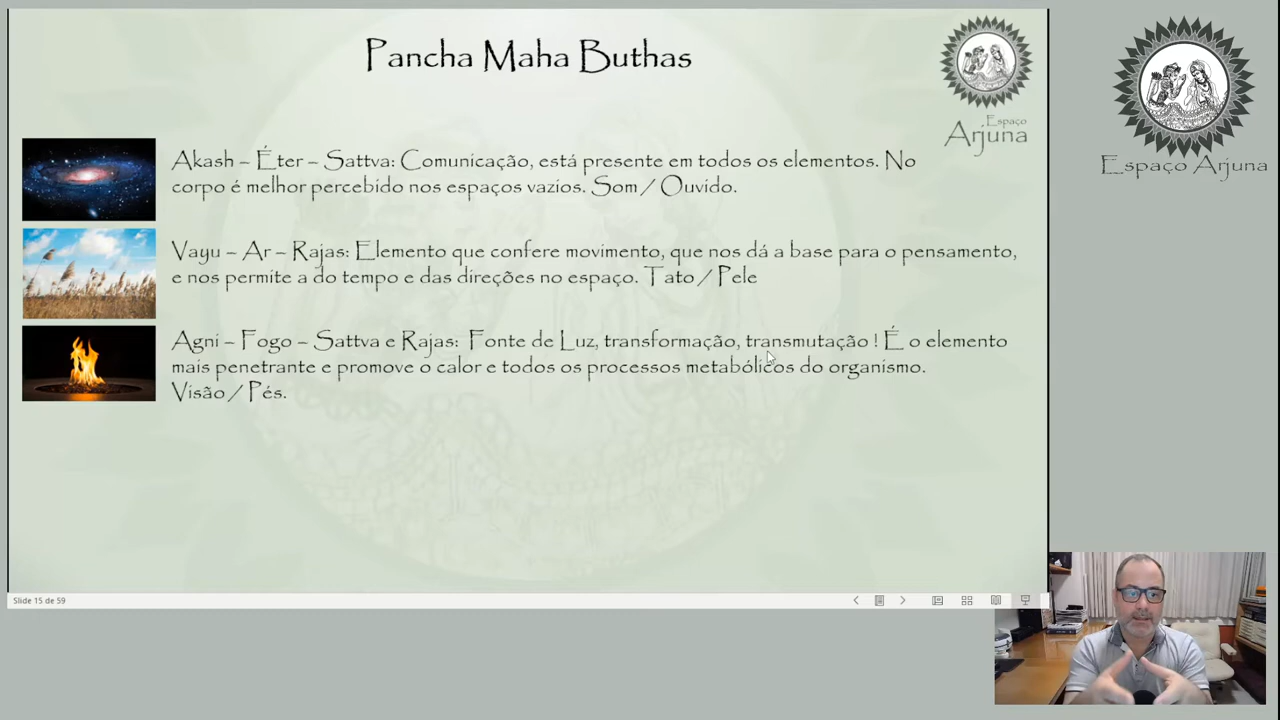 Pancha Maha Buthas
Espaço
Arjuna
Espaço Arjuna
Akash – Éter – Sattva: Comunicação, está presente em todos os elementos. No
corpo é melhor percebido nos espaços vazios. Som / Ouvido.
Vayu – Ar – Rajas: Elemento que confere movimento, que nos dá a base para o pensamento,
e nos permite a do tempo e das direções no espaço. Tato / Pele
Agni – Fogo – Sattva e Rajas: Fonte de Luz, transformação, transmutação ! É o elemento
mais penetrante e promove o calor e todos os processos metabólicos do organismo.
Visão / Pés.
Slide 15 de 59